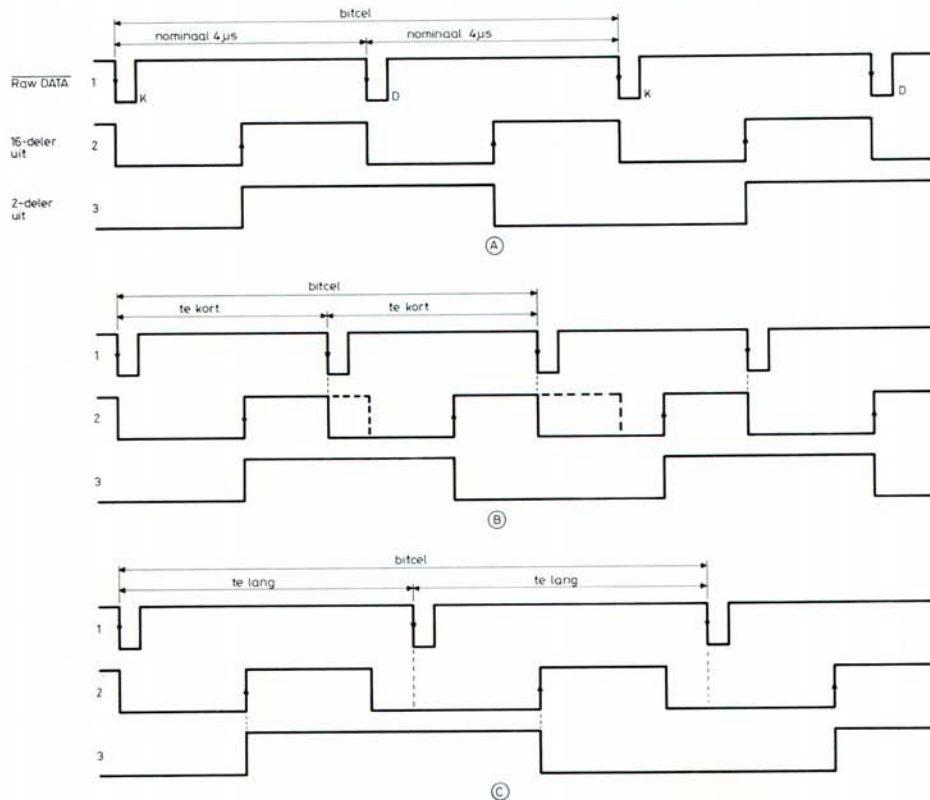 bitcel
nominaal 4µs nominaal 4µs
Raw DATA 1
K D K D
16-deler
uit 2
2-deler
uit 3
A
bitcel
te kort te kort
1
2
3
B
bitcel
te lang te lang
1
2
3
C